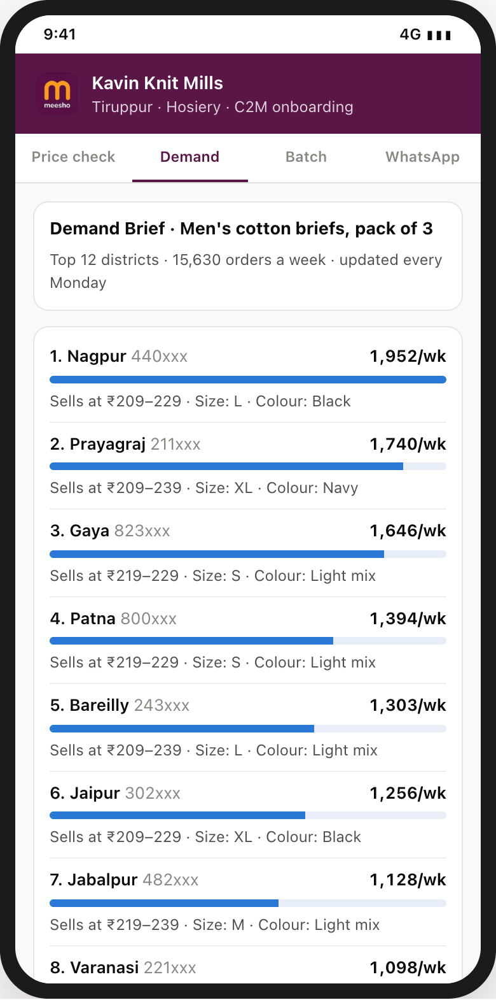 9:41 4G
meesho
Kavin Knit Mills
Tiruppur · Hosiery · C2M onboarding
Price check Demand Batch WhatsApp
Demand Brief · Men's cotton briefs, pack of 3
Top 12 districts · 15,630 orders a week · updated every
Monday
1. Nagpur 440xxx 1,952/wk
Sells at ₹209–229 · Size: L · Colour: Black
2. Prayagraj 211xxx 1,740/wk
Sells at ₹209–239 · Size: XL · Colour: Navy
3. Gaya 823xxx 1,646/wk
Sells at ₹219–229 · Size: S · Colour: Light mix
4. Patna 800xxx 1,394/wk
Sells at ₹219–229 · Size: S · Colour: Light mix
5. Bareilly 243xxx 1,303/wk
Sells at ₹209–239 · Size: L · Colour: Light mix
6. Jaipur 302xxx 1,256/wk
Sells at ₹209–229 · Size: XL · Colour: Black
7. Jabalpur 482xxx 1,128/wk
Sells at ₹219–239 · Size: M · Colour: Light mix
8. Varanasi 221xxx 1,098/wk